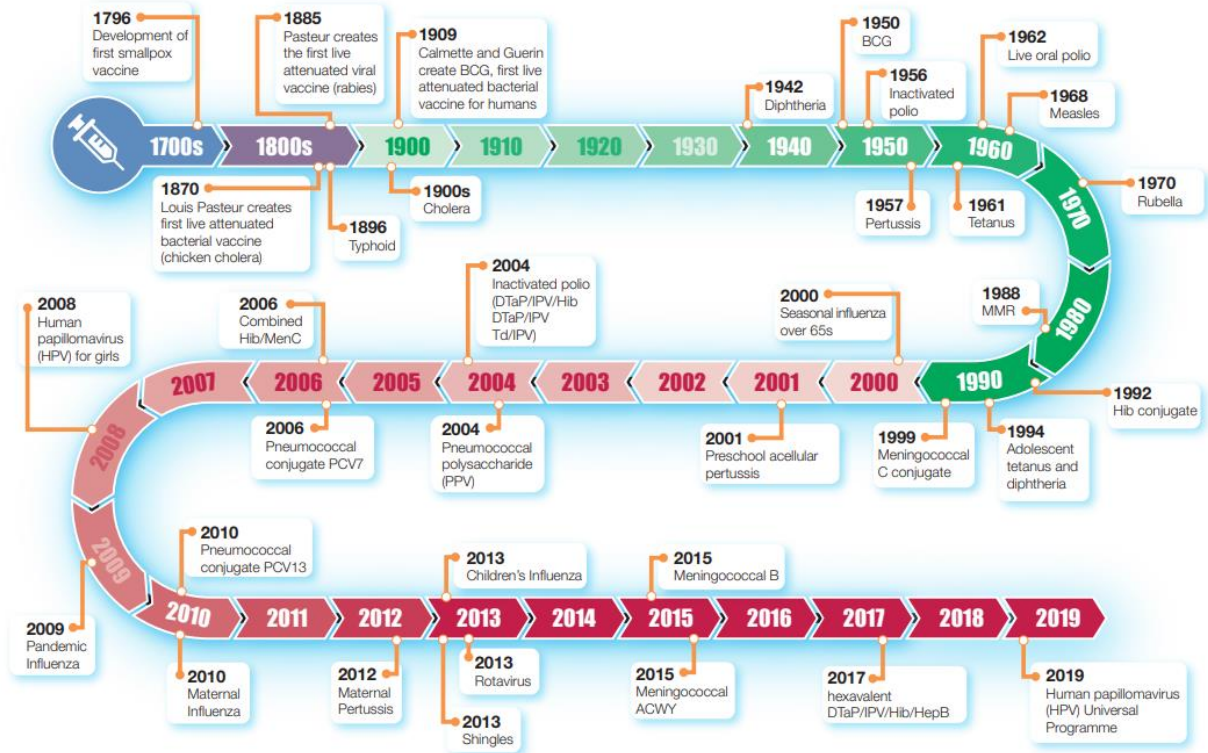 1796
Development of
first smallpox
vaccine
1885
Pasteur creates
the first live
attenuated viral
vaccine (rabies)
1909
Calmette and Guerin
create BCG, first live
attenuated bacterial
vaccine for humans
1942
Diphtheria
1950
BCG
1956
Inactivated
polio
1962
Live oral polio
1968
Measles
1700s
1800s
1900
1910
1920
1930
1940
1950
1960
1970
1980
1870
Louis Pasteur creates
first live attenuated
bacterial vaccine
(chicken cholera)
1896
Typhoid
1900s
Cholera
1957
Pertussis
1961
Tetanus
1970
Rubella
1988
MMR
1992
Hib conjugate
2008
Human
papillomavirus
(HPV) for girls
2006
Combined
Hib/MenC
2004
Inactivated polio
(DTaP/IPV/Hib
DTaP/IPV
Td/IPV)
2000
Seasonal influenza
over 65s
1990
2000
2001
2002
2003
2004
2005
2006
2007
2008
2009
2006
Pneumococcal
conjugate PCV7
2004
Pneumococcal
polysaccharide
(PPV)
2001
Preschool acellular
pertussis
1999
Meningococcal
C conjugate
1994
Adolescent
tetanus and
diphtheria
2010
Pneumococcal
conjugate PCV13
2013
Children's Influenza
2015
Meningococcal B
2010
2011
2012
2013
2014
2015
2016
2017
2018
2019
2009
Pandemic
Influenza
2010
Maternal
Influenza
2012
Maternal
Pertussis
2013
Rotavirus
2013
Shingles
2015
Meningococcal
ACWY
2017
hexavalent
DTaP/IPV/Hib/HepB
2019
Human papillomavirus
(HPV) Universal
Programme